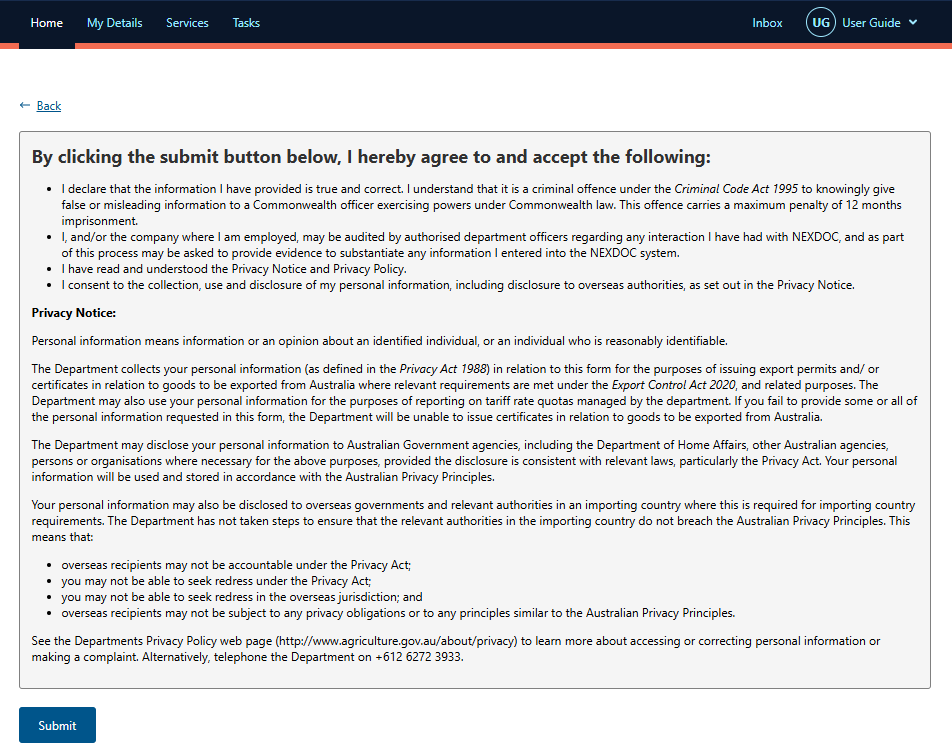 Home My Details Services Tasks Inbox UG User Guide
← Back
By clicking the submit button below, I hereby agree to and accept the following:
• I declare that the information I have provided is true and correct. I understand that it is a criminal offence under the Criminal Code Act 1995 to knowingly give
false or misleading information to a Commonwealth officer exercising powers under Commonwealth law. This offence carries a maximum penalty of 12 months
imprisonment.
• I, and/or the company where I am employed, may be audited by authorised department officers regarding any interaction I have had with NEXDOC, and as part
of this process may be asked to provide evidence to substantiate any information I entered into the NEXDOC system.
• I have read and understood the Privacy Notice and Privacy Policy.
• I consent to the collection, use and disclosure of my personal information, including disclosure to overseas authorities, as set out in the Privacy Notice.
Privacy Notice:
Personal information means information or an opinion about an identified individual, or an individual who is reasonably identifiable.
The Department collects your personal information (as defined in the Privacy Act 1988) in relation to this form for the purposes of issuing export permits and/ or
certificates in relation to goods to be exported from Australia where relevant requirements are met under the Export Control Act 2020, and related purposes. The
Department may also use your personal information for the purposes of reporting on tariff rate quotas managed by the department. If you fail to provide some or all of
the personal information requested in this form, the Department will be unable to issue certificates in relation to goods to be exported from Australia.
The Department may disclose your personal information to Australian Government agencies, including the Department of Home Affairs, other Australian agencies,
persons or organisations where necessary for the above purposes, provided the disclosure is consistent with relevant laws, particularly the Privacy Act. Your personal
information will be used and stored in accordance with the Australian Privacy Principles.
Your personal information may also be disclosed to overseas governments and relevant authorities in an importing country where this is required for importing country
requirements. The Department has not taken steps to ensure that the relevant authorities in the importing country do not breach the Australian Privacy Principles. This
means that:
• overseas recipients may not be accountable under the Privacy Act;
• you may not be able to seek redress under the Privacy Act;
• you may not be able to seek redress in the overseas jurisdiction; and
• overseas recipients may not be subject to any privacy obligations or to any principles similar to the Australian Privacy Principles.
See the Departments Privacy Policy web page (http://www.agriculture.gov.au/about/privacy) to learn more about accessing or correcting personal information or
making a complaint. Alternatively, telephone the Department on +612 6272 3933.
Submit